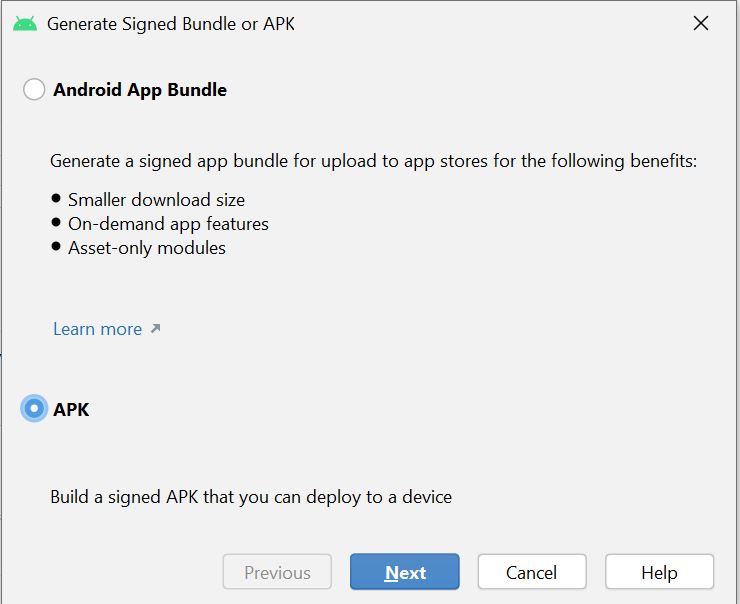 Generate Signed Bundle or APK
Android App Bundle
Generate a signed app bundle for upload to app stores for the following benefits:
• Smaller download size
• On-demand app features
• Asset-only modules
Learn more ↗
APK
Build a signed APK that you can deploy to a device
Previous Next Cancel Help